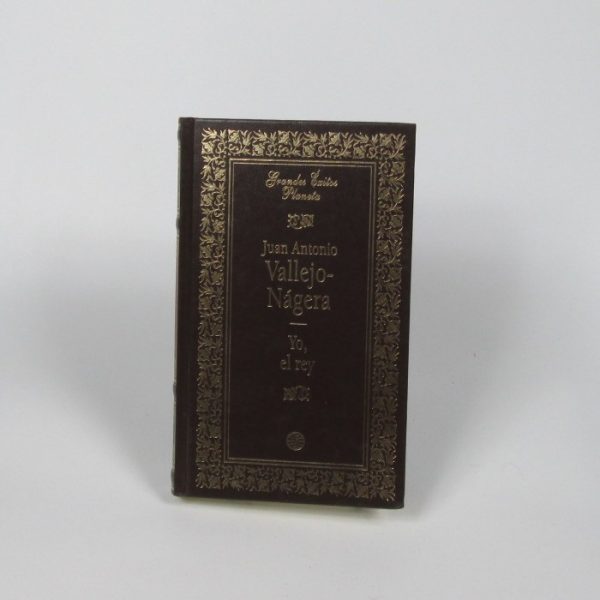 Grandes Éxitos
Planeta
Juan Antonio
Vallejo-
Nágera
Yo,
el rey